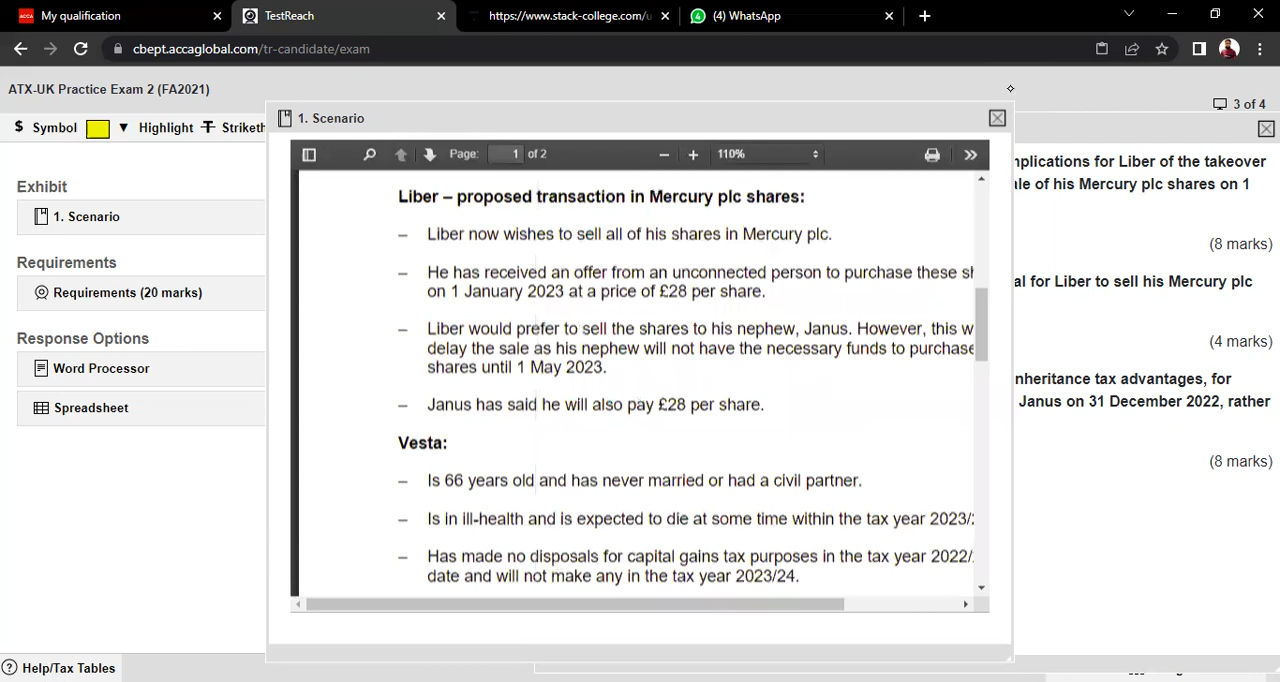 My qualification
TestReach
https://www.stack-college.com/u
(4) WhatsApp
cbept.accaglobal.com/tr-candidate/exam
ATX-UK Practice Exam 2 (FA2021)
3 of 4
$ Symbol
Highlight
Striketh
Exhibit
1. Scenario
Requirements
Requirements (20 marks)
Response Options
Word Processor
Spreadsheet
Help/Tax Tables
1. Scenario
Page: 1 of 2
110%
Liber – proposed transaction in Mercury plc shares:
– Liber now wishes to sell all of his shares in Mercury plc.
– He has received an offer from an unconnected person to purchase these sh
on 1 January 2023 at a price of £28 per share.
– Liber would prefer to sell the shares to his nephew, Janus. However, this w
delay the sale as his nephew will not have the necessary funds to purchase
shares until 1 May 2023.
– Janus has said he will also pay £28 per share.
Vesta:
– Is 66 years old and has never married or had a civil partner.
– Is in ill-health and is expected to die at some time within the tax year 2023/2
– Has made no disposals for capital gains tax purposes in the tax year 2022/
date and will not make any in the tax year 2023/24.
nplications for Liber of the takeover
le of his Mercury plc shares on 1
(8 marks)
al for Liber to sell his Mercury plc
(4 marks)
nheritance tax advantages, for
Janus on 31 December 2022, rather
(8 marks)